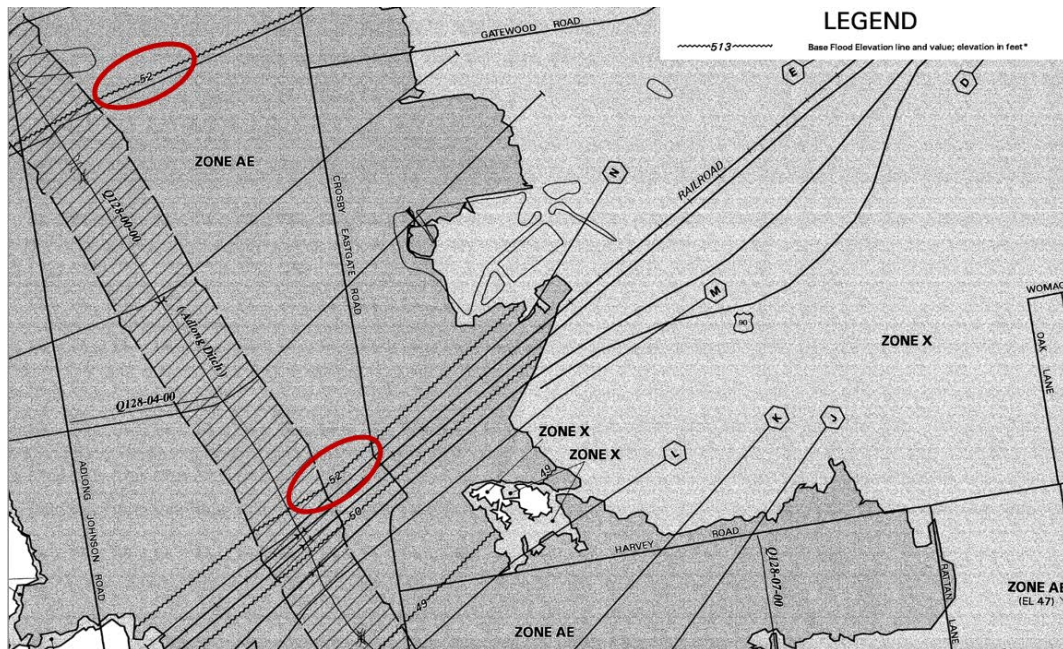 LEGEND
513
Base Flood Elevation line and value; elevation in feet*
GATEWOOD ROAD
52
E
D
ZONE AE
CROSBY EASTGATE ROAD
N
RAILROAD
Q128-00-00
(Adlong Ditch)
M
90
WOMAC
OAK LANE
ZONE X
Q128-04-00
ADLONG JOHNSON ROAD
ZONE X
ZONE X
K
J
L
49
52
50
HARVEY ROAD
Q128-07-00
RATTAN LANE
ZONE AE
(EL 47)
49
ZONE AE